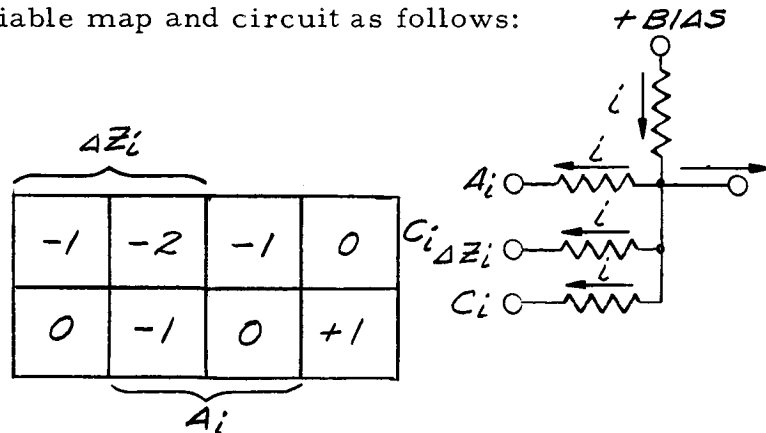 iable map and circuit as follows:
+BIAS
i
ΔZi
Ai
i
-1 -2 -1 0
Ci
ΔZi
i
0 -1 0 +1
Ci
i
Ai